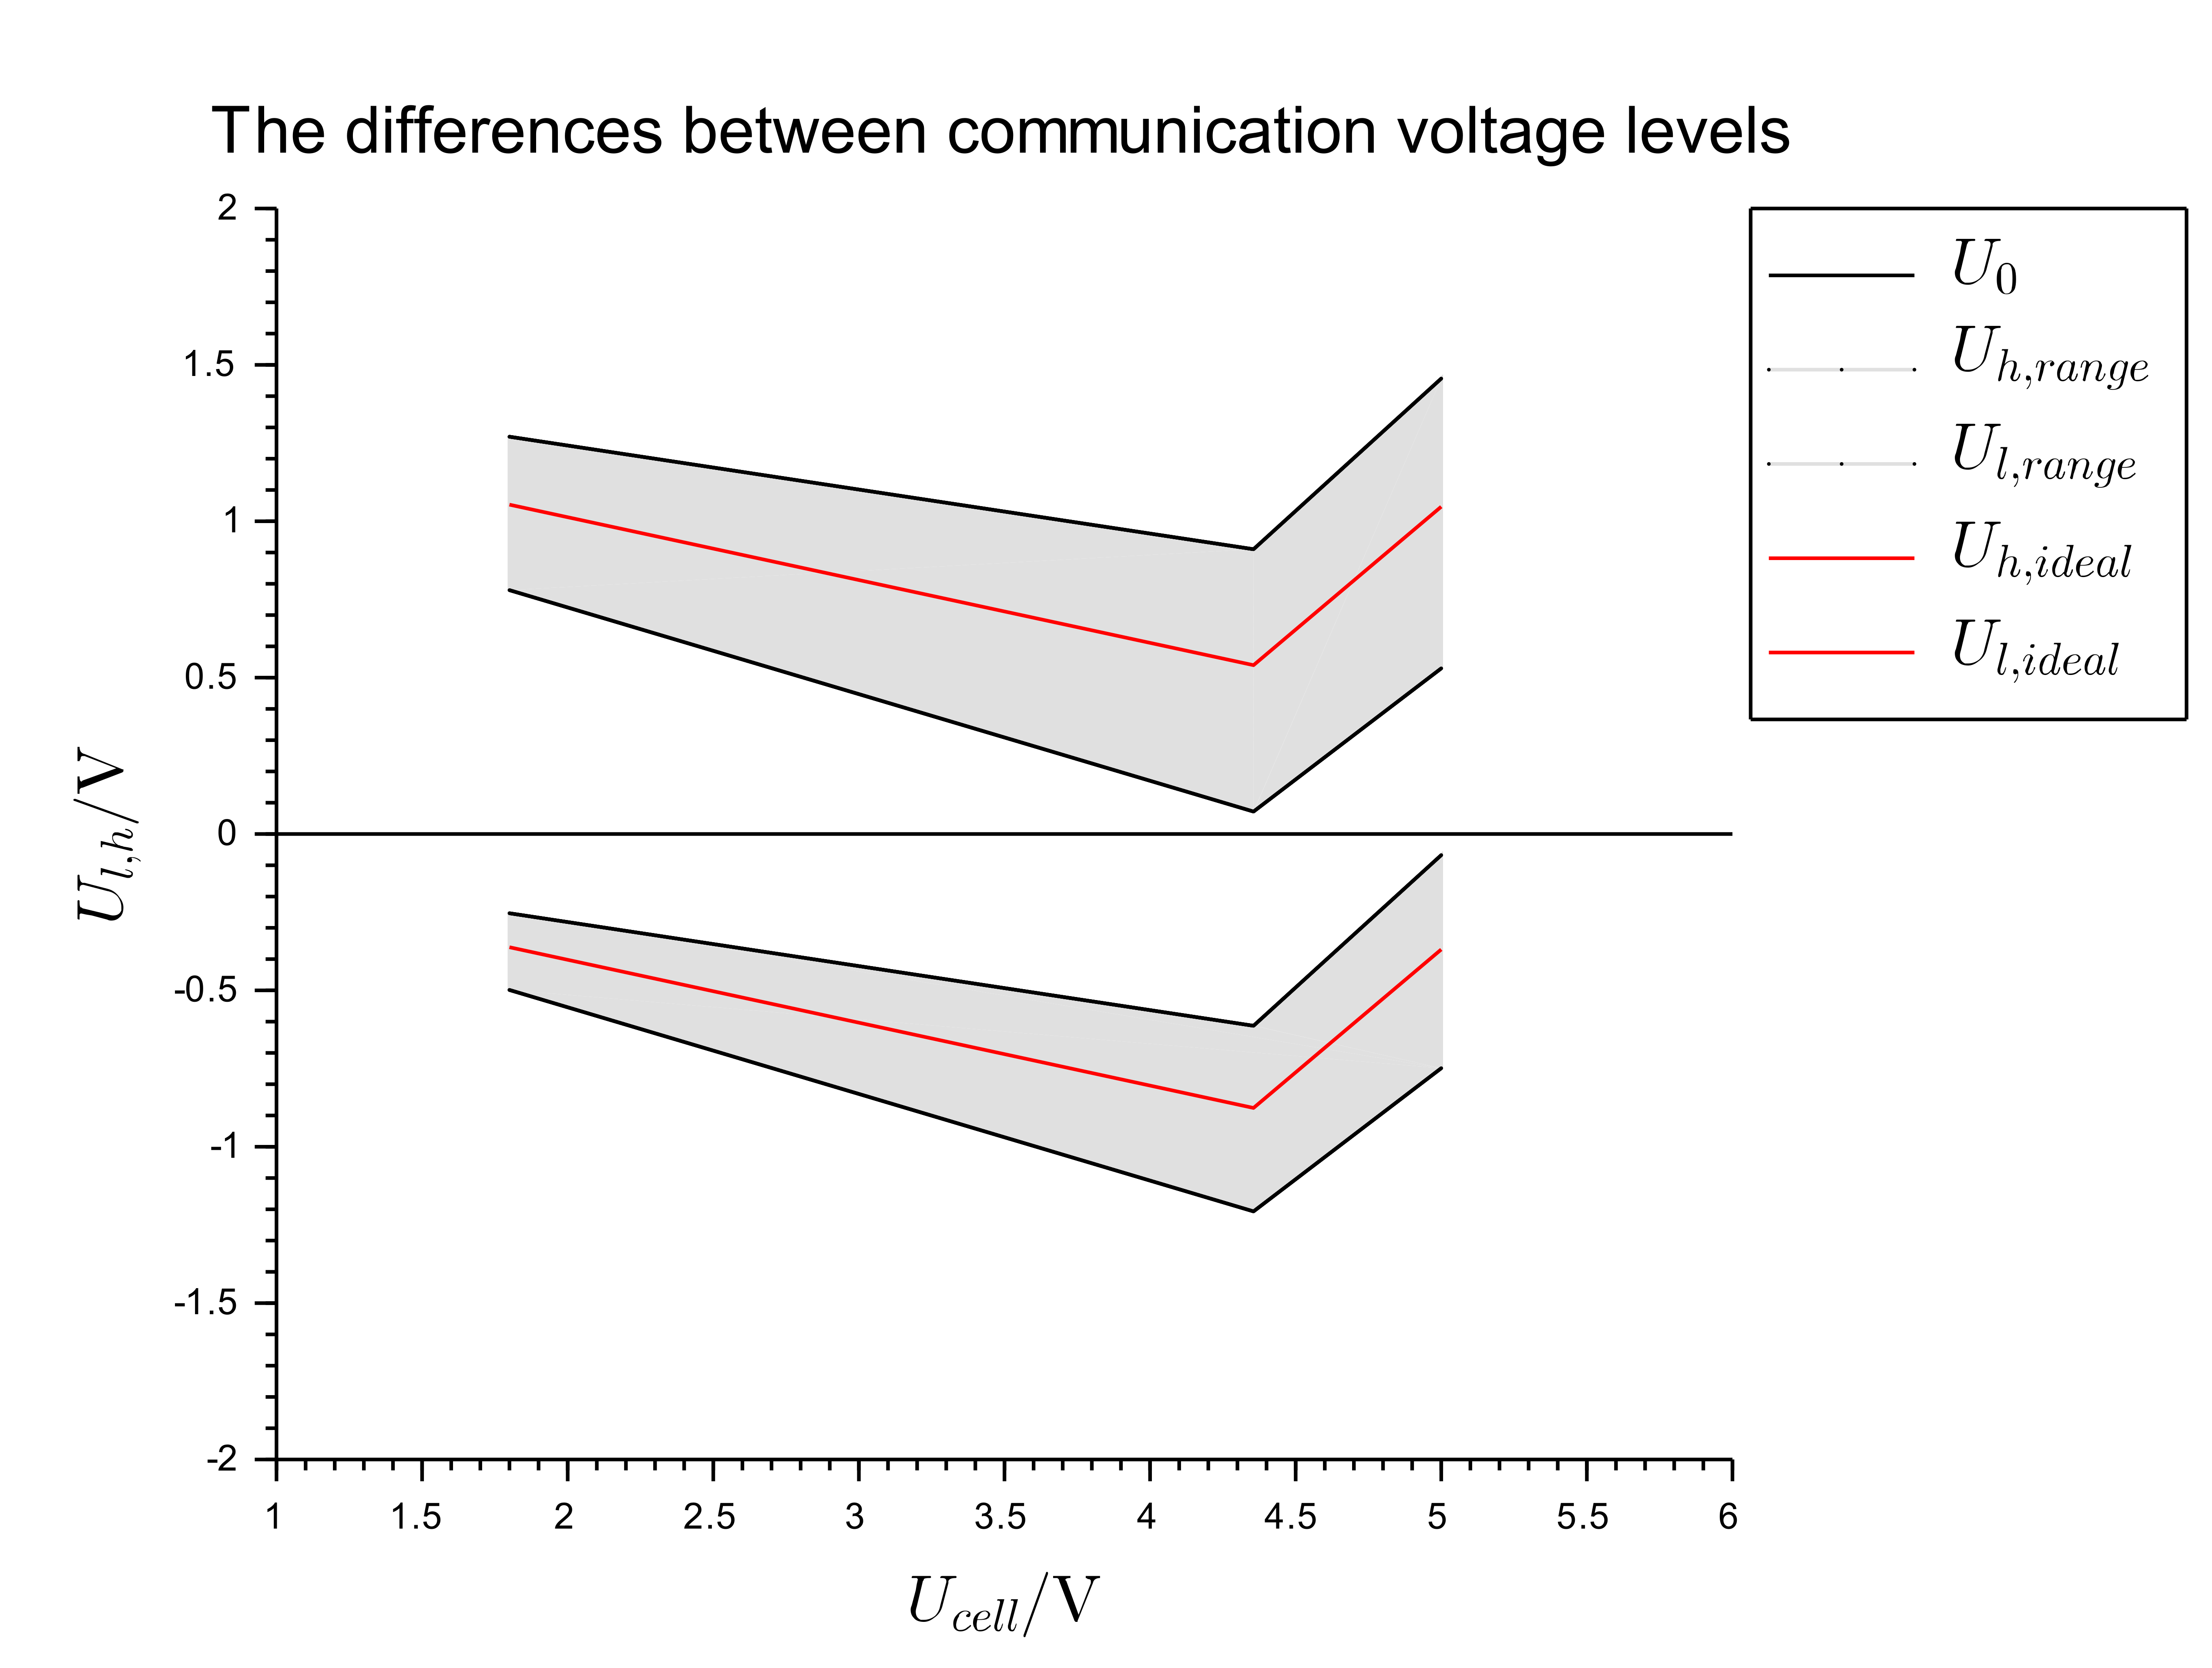 The differences between communication voltage levels
2
1.5
1
0.5
0
-0.5
-1
-1.5
-2
U_{l,h}/V
1 1.5 2 2.5 3 3.5 4 4.5 5 5.5 6
U_{cell}/V
U_0
U_{h,range}
U_{l,range}
U_{h,ideal}
U_{l,ideal}